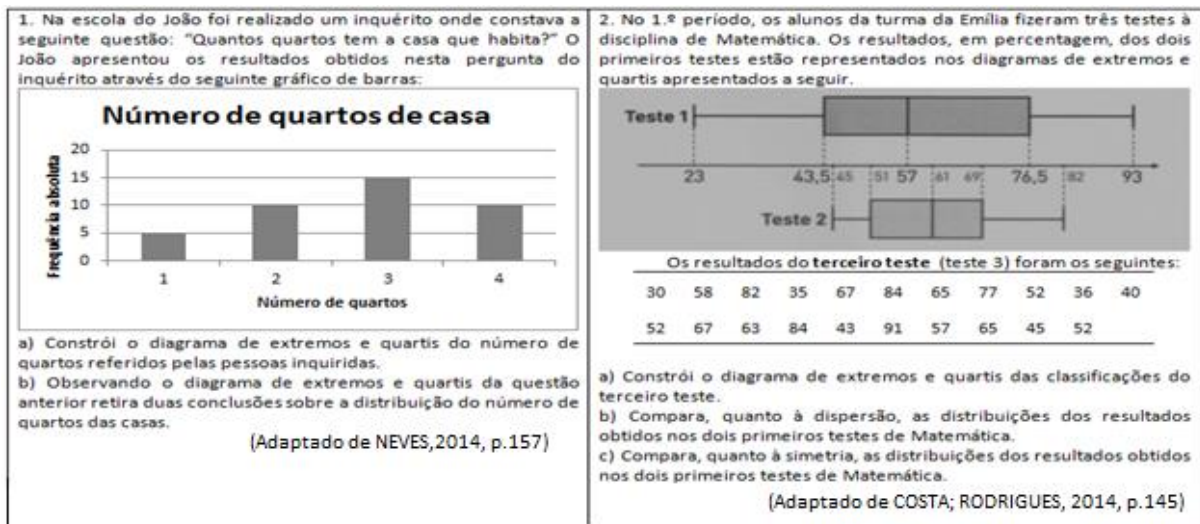 1. Na escola do João foi realizado um inquérito onde constava a
seguinte questão: “Quantos quartos tem a casa que habita?” O
João apresentou os resultados obtidos nesta pergunta do
inquérito através do seguinte gráfico de barras:
Número de quartos de casa
Frequência absoluta
20
15
10
5
0
1 2 3 4
Número de quartos
a) Constrói o diagrama de extremos e quartis do número de
quartos referidos pelas pessoas inquiridas.
b) Observando o diagrama de extremos e quartis da questão
anterior retira duas conclusões sobre a distribuição do número de
quartos das casas.
(Adaptado de NEVES,2014, p.157)
2. No 1.º período, os alunos da turma da Emília fizeram três testes à
disciplina de Matemática. Os resultados, em percentagem, dos dois
primeiros testes estão representados nos diagramas de extremos e
quartis apresentados a seguir.
Teste 1
23 43,5 45 51 57 61 69 76,5 82 93
Teste 2
Os resultados do terceiro teste (teste 3) foram os seguintes:
30 58 82 35 67 84 65 77 52 36 40
52 67 63 84 43 91 57 65 45 52
a) Constrói o diagrama de extremos e quartis das classificações do
terceiro teste.
b) Compara, quanto à dispersão, as distribuições dos resultados
obtidos nos dois primeiros testes de Matemática.
c) Compara, quanto à simetria, as distribuições dos resultados obtidos
nos dois primeiros testes de Matemática.
(Adaptado de COSTA; RODRIGUES, 2014, p.145)